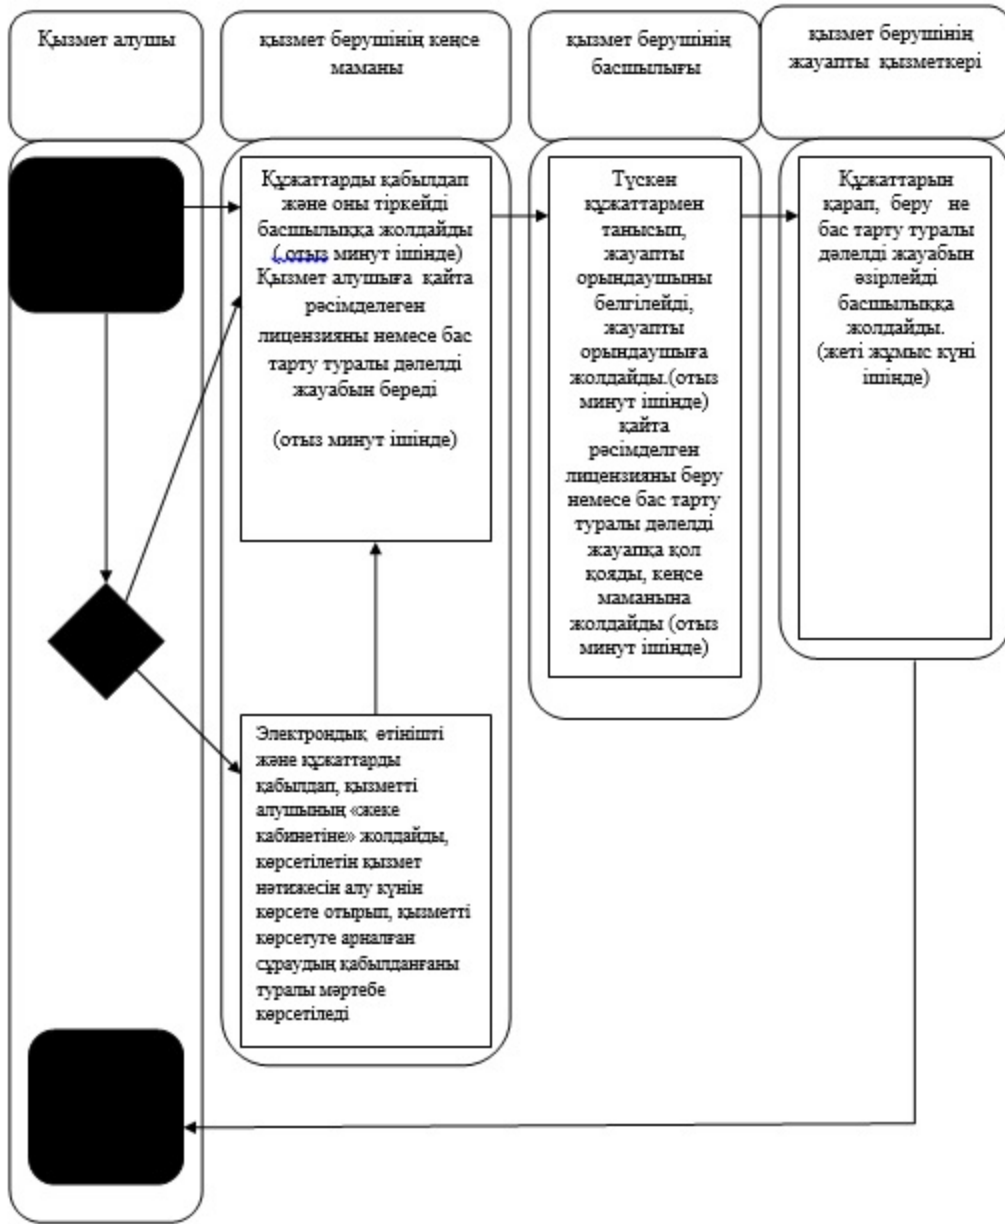 Қызмет алушы
қызмет берушінің кеңсе
маманы
қызмет берушінің
басшылығы
қызмет берушінің
жауапты қызметкері
Құжаттарды қабылдап
және оны тіркейді
басшылыққа жолдайды
( отыз минут ішінде)
Қызмет алушыға қайта
рәсімделеген
лицензияны немесе бас
тарту туралы дәлелді
жауабын береді
(отыз минут ішінде)
Түскен
құжаттармен
танысып,
жауапты
орындаушыны
белгілейді,
жауапты
орындаушыға
жолдайды.(отыз
минут ішінде)
қайта
рәсімделген
лицензияны беру
немесе бас тарту
туралы дәлелді
жауапқа қол
қояды, кеңсе
маманына
жолдайды (отыз
минут ішінде)
Құжаттарын
қарап, беру не
бас тарту туралы
дәлелді жауабын
әзірлейді
басшылыққа
жолдайды.
(жеті жұмыс күні
ішінде)
Электрондық өтінішті
және құжаттарды
қабылдап, қызметті
алушының «жеке
кабинетіне» жолдайды,
көрсетілетін қызмет
нәтижесін алу күнін
көрсете отырып, қызметті
көрсетуге арналған
сұраудың қабылданғаны
туралы мәртебе
көрсетіледі